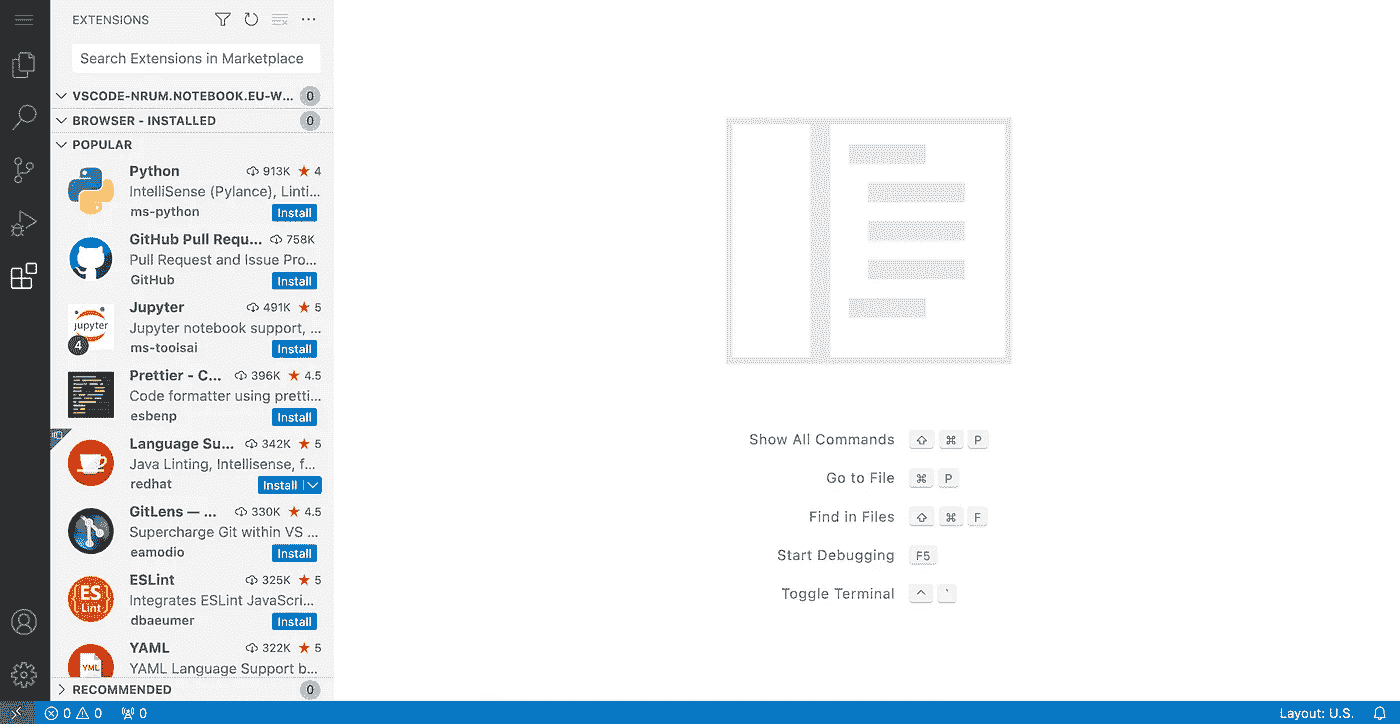 EXTENSIONS
Search Extensions in Marketplace
VSCODE-NRUM.NOTEBOOK.EU-W... 0
BROWSER - INSTALLED 0
POPULAR
Python 913K ★ 4
IntelliSense (Pylance), Linti...
ms-python Install
GitHub Pull Requ... 758K
Pull Request and Issue Pro...
GitHub Install
jupyter
4
Jupyter 491K ★ 5
Jupyter notebook support, ...
ms-toolsai Install
Prettier - C... 396K ★ 4.5
Code formatter using pretti...
esbenp Install
Language Su... 342K ★ 5
Java Linting, Intellisense, f...
redhat Install
GitLens — ... 330K ★ 4.5
Supercharge Git within VS ...
eamodio Install
ES
Lint
ESLint 325K ★ 5
Integrates ESLint JavaScri...
dbaeumer Install
YML
YAML 322K ★ 5
YAML Language Support b...
RECOMMENDED 0
Show All Commands ⇧ ⌘ P
Go to File ⌘ P
Find in Files ⇧ ⌘ F
Start Debugging F5
Toggle Terminal ^ `
0 0 0
Layout: U.S.